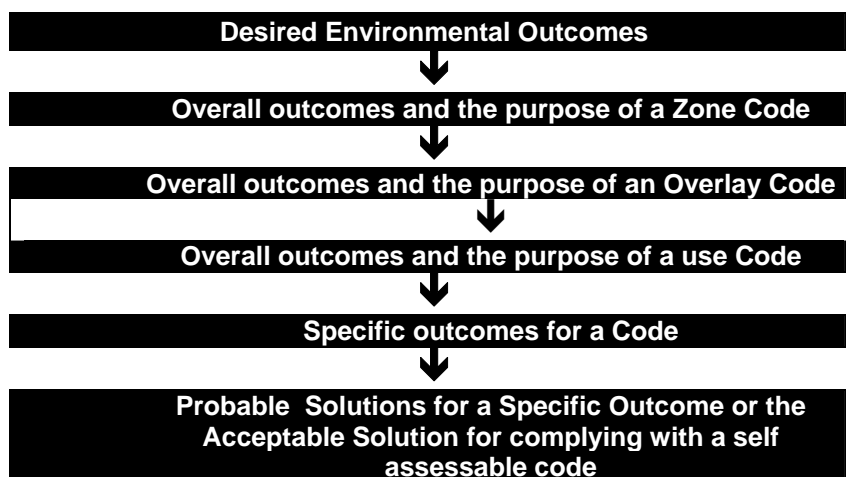 Desired Environmental Outcomes
Overall outcomes and the purpose of a Zone Code
Overall outcomes and the purpose of an Overlay Code
Overall outcomes and the purpose of a use Code
Specific outcomes for a Code
Probable  Solutions for a Specific Outcome or the
Acceptable Solution for complying with a self
assessable code